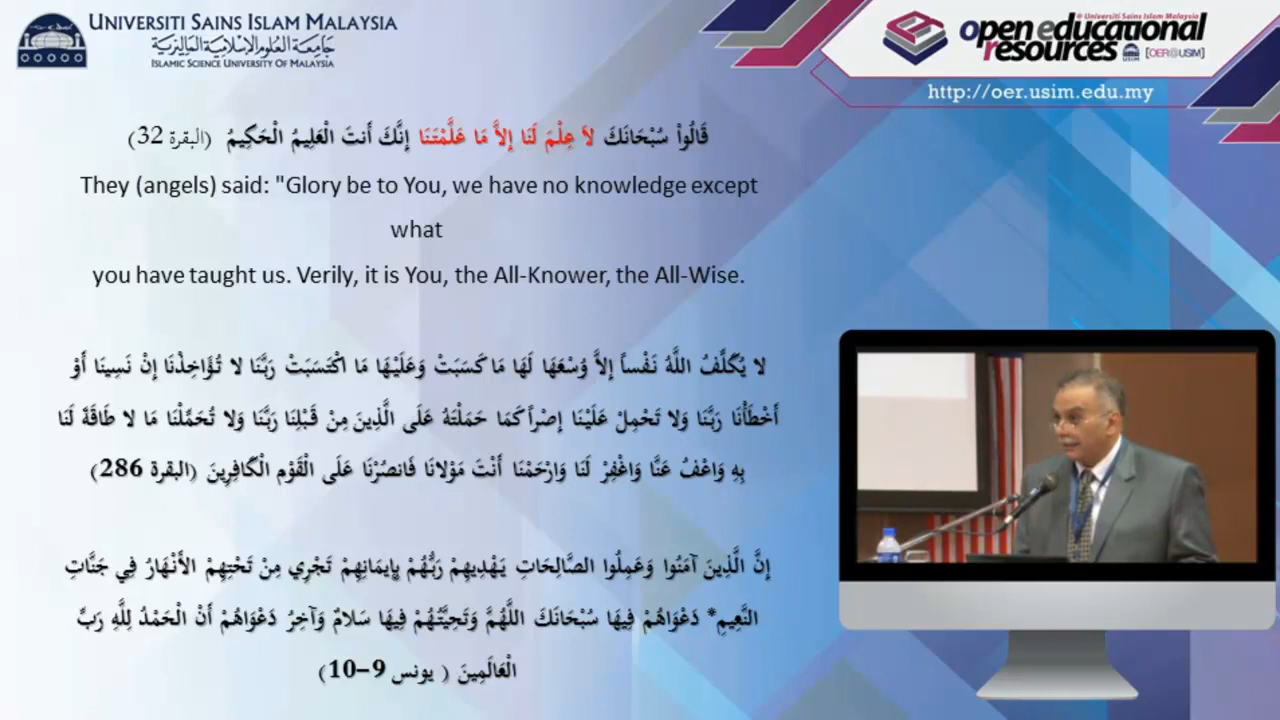 UNIVERSITI SAINS ISLAM MALAYSIA
جامعة العلوم الإسلامية الماليزية
ISLAMIC SCIENCE UNIVERSITY OF MALAYSIA
@ Universiti Sains Islam Malaysia
open educational
resources
USIM [OER@USIM]
http://oer.usim.edu.my
قَالُواْ سُبْحَانَكَ لاَ عِلْمَ لَنَا إِلاَّ مَا عَلَّمْتَنَا إِنَّكَ أَنتَ الْعَلِيمُ الْحَكِيمُ (البقرة 32)
They (angels) said: "Glory be to You, we have no knowledge except
what
you have taught us. Verily, it is You, the All-Knower, the All-Wise.
لا يُكَلِّفُ اللَّهُ نَفْساً إِلاَّ وُسْعَهَا لَهَا مَا كَسَبَتْ وَعَلَيْهَا مَا اكْتَسَبَتْ رَبَّنَا لا تُؤَاخِذْنَا إِنْ نَسِينَا أَوْ
أَخْطَأْنَا رَبَّنَا وَلا تَحْمِلْ عَلَيْنَا إِصْراً كَمَا حَمَلْتَهُ عَلَى الَّذِينَ مِنْ قَبْلِنَا رَبَّنَا وَلا تُحَمِّلْنَا مَا لا طَاقَةَ لَنَا
بِهِ وَاعْفُ عَنَّا وَاغْفِرْ لَنَا وَارْحَمْنَا أَنْتَ مَوْلانَا فَانصُرْنَا عَلَى الْقَوْمِ الْكَافِرِينَ (البقرة 286)
إِنَّ الَّذِينَ آمَنُوا وَعَمِلُوا الصَّالِحَاتِ يَهْدِيهِمْ رَبُّهُمْ بِإِيمَانِهِمْ تَجْرِي مِنْ تَحْتِهِمْ الأَنْهَارُ فِي جَنَّاتِ
النَّعِيمِ* دَعْوَاهُمْ فِيهَا سُبْحَانَكَ اللَّهُمَّ وَتَحِيَّتُهُمْ فِيهَا سَلامٌ وَآخِرُ دَعْوَاهُمْ أَنْ الْحَمْدُ لِلَّهِ رَبِّ
الْعَالَمِينَ ( يونس 9–10)